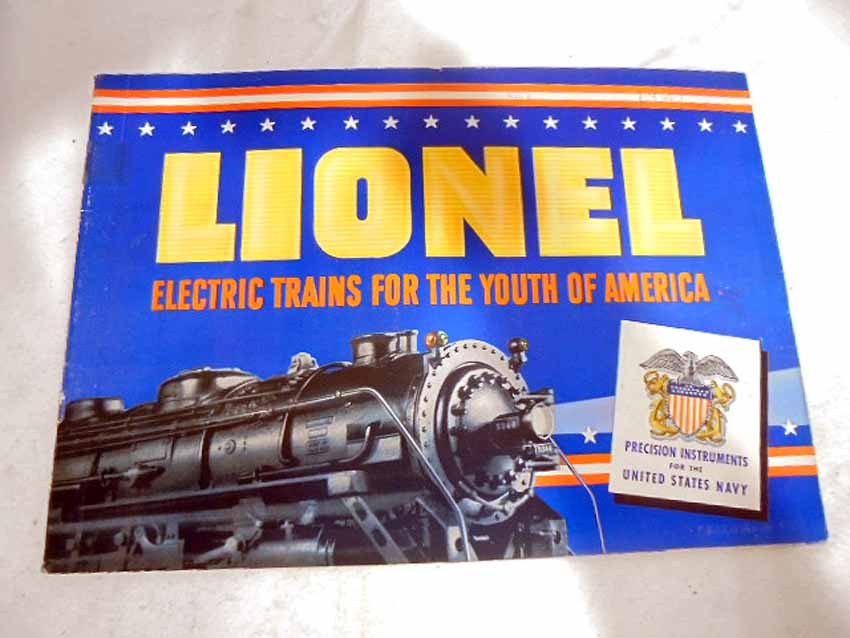 LIONEL
ELECTRIC TRAINS FOR THE YOUTH OF AMERICA
PRECISION INSTRUMENTS
FOR THE
UNITED STATES NAVY